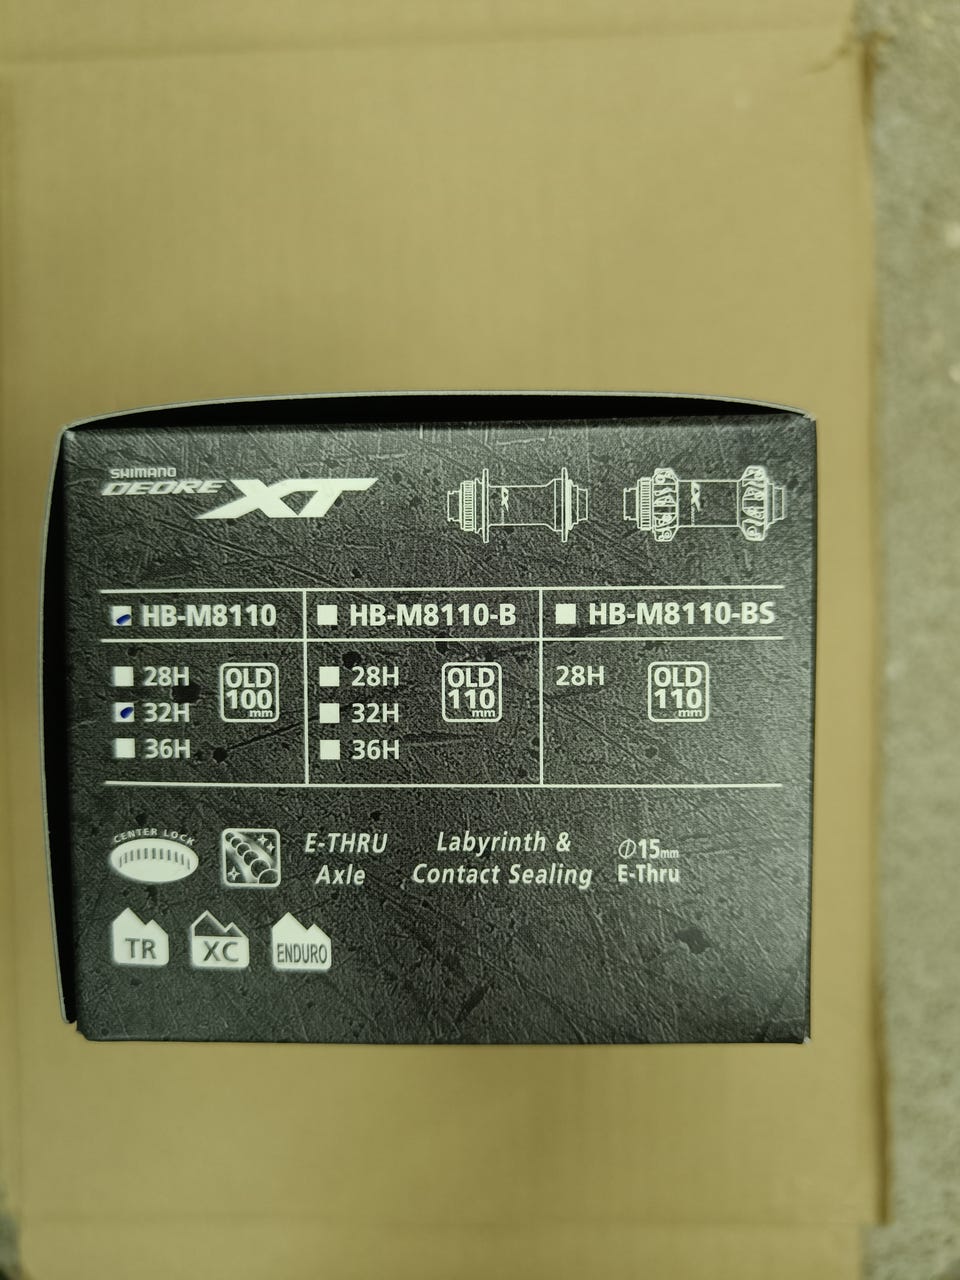 SHIMANO
DEORE XT
HB-M8110
28H
32H
36H
OLD
100
mm
HB-M8110-B
28H
32H
36H
OLD
110
mm
HB-M8110-BS
28H
OLD
110
mm
CENTER LOCK
E-THRU
Axle
Labyrinth &
Contact Sealing
Φ15mm
E-Thru
TR
XC
ENDURO